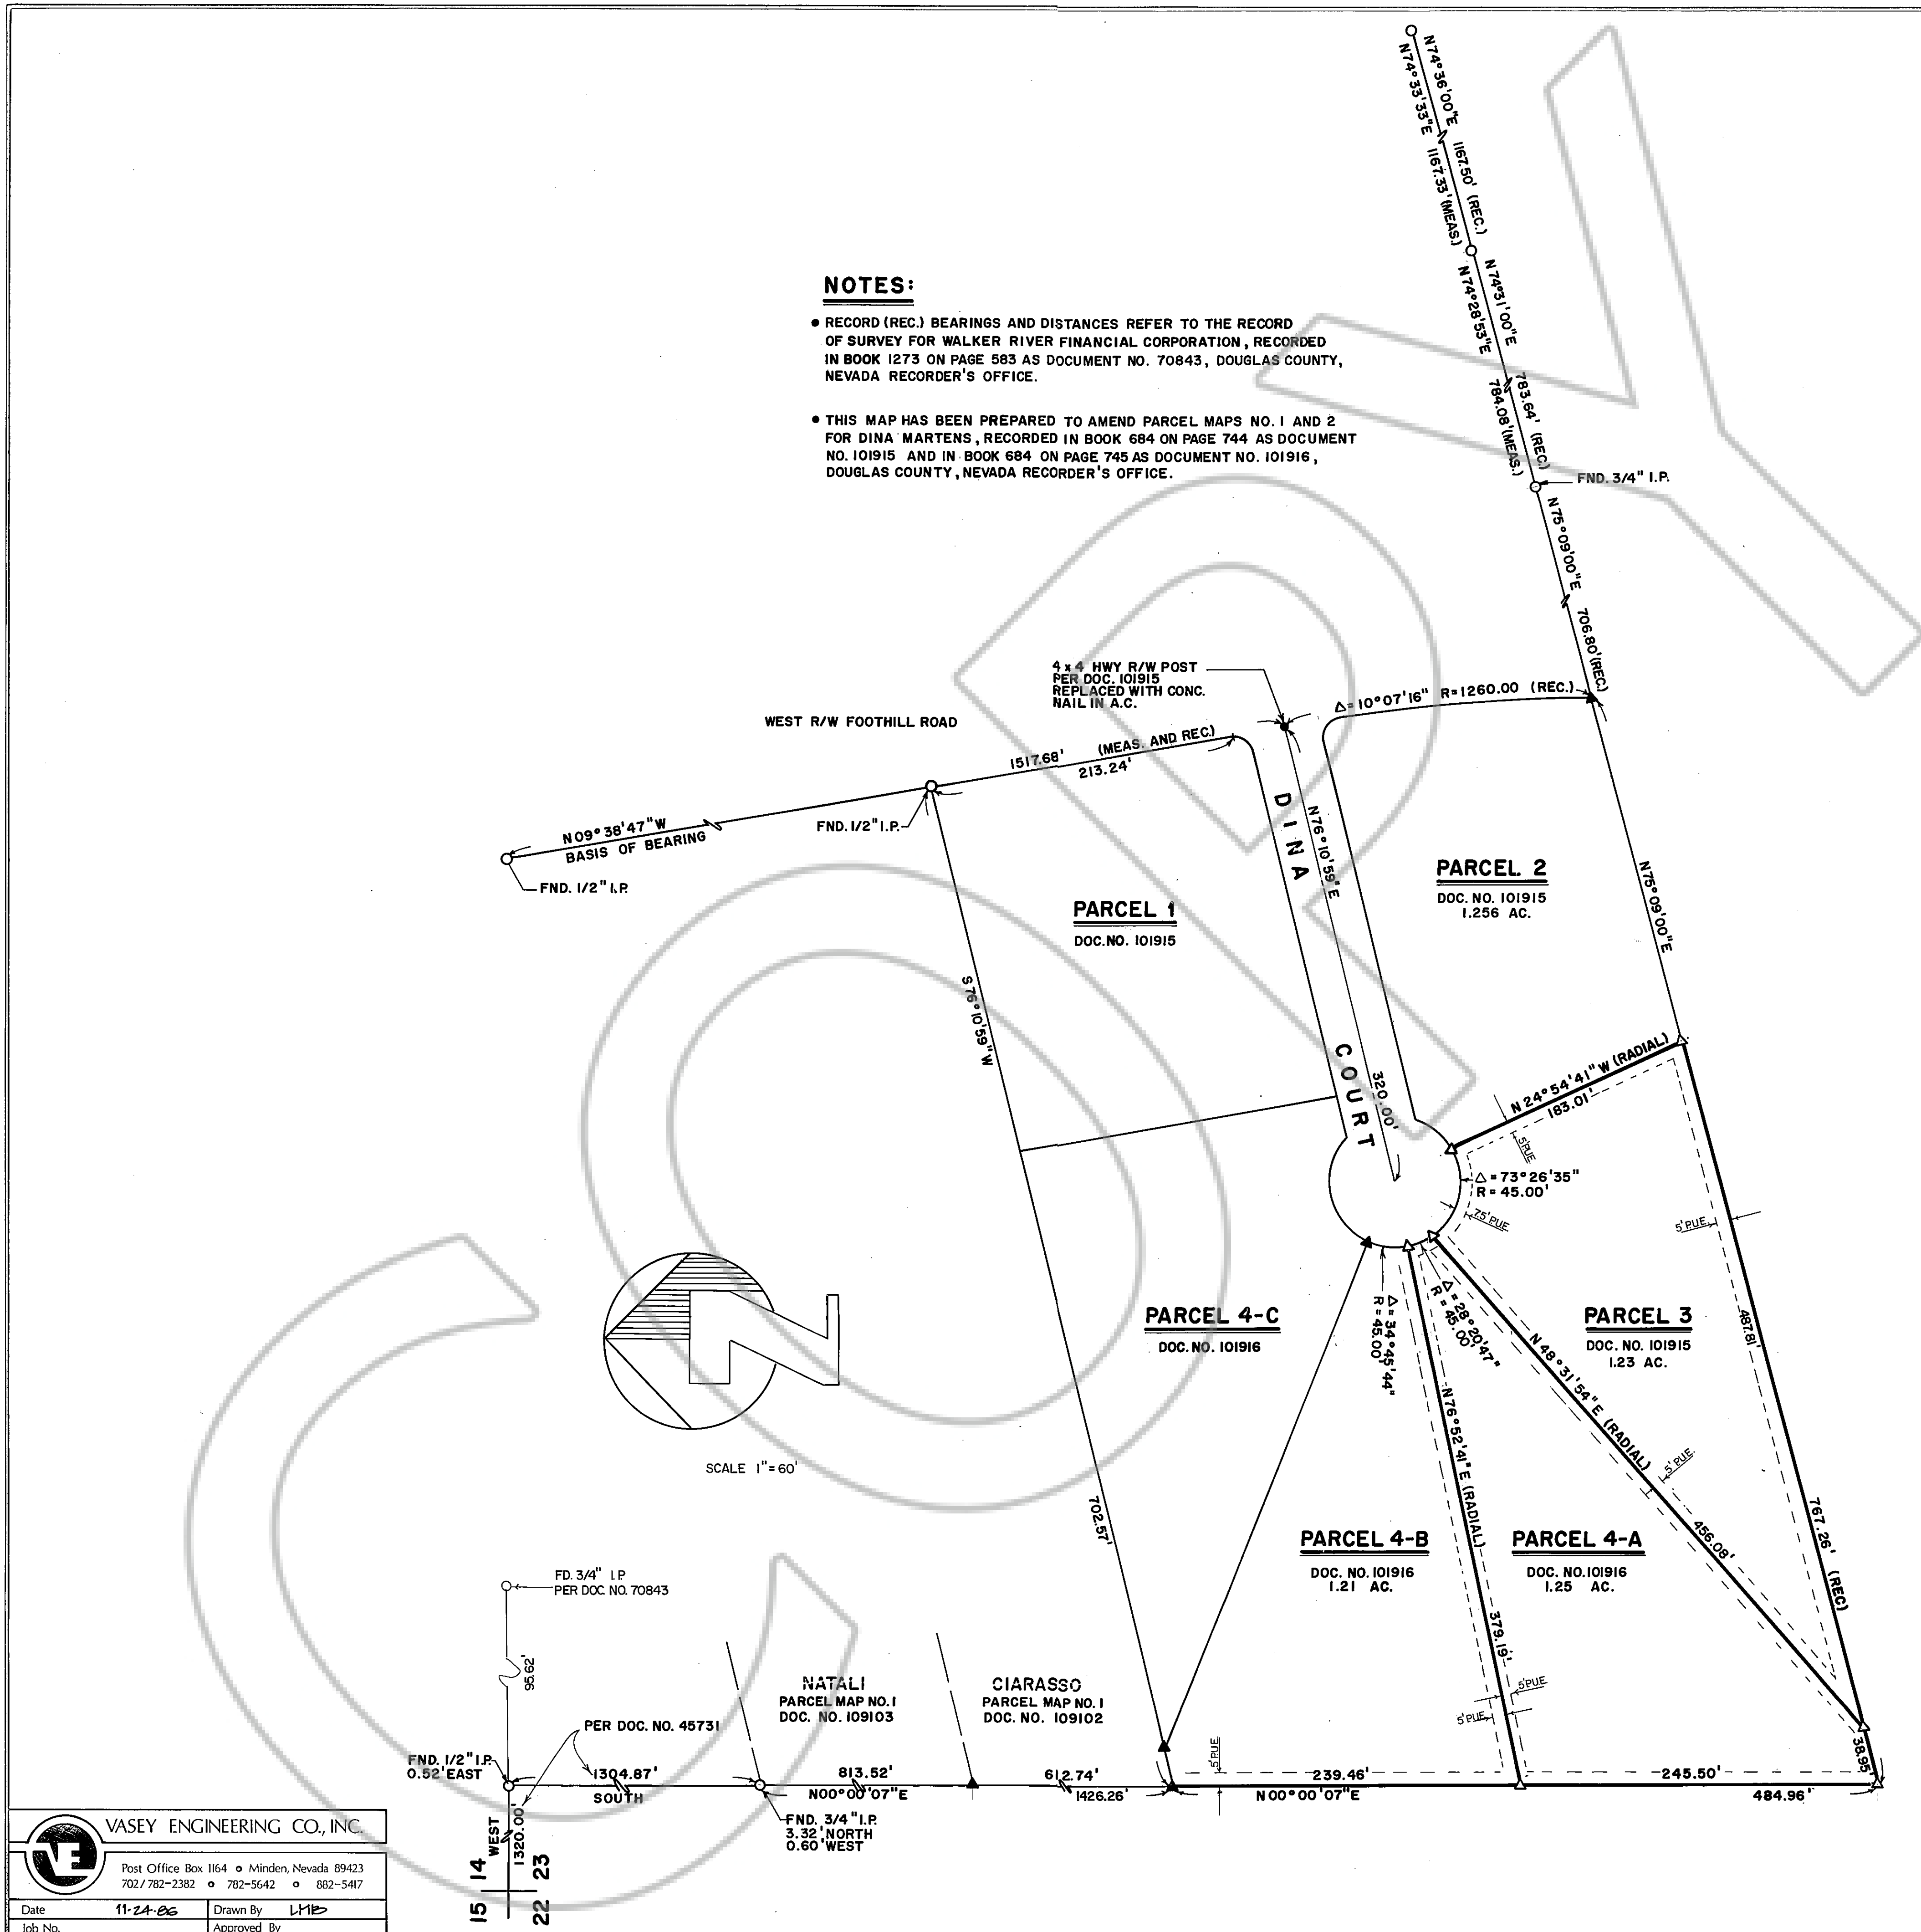 N74°36'00"E 1167.50' (REC.)
N74°33'33"E 1167.33' (MEAS.)
N74°31'00"E 783.64' (REC.)
N74°28'53"E 784.08' (MEAS.)
FND. 3/4" I.P.
N75°09'00"E 706.80' (REC.)
NOTES:
● RECORD (REC.) BEARINGS AND DISTANCES REFER TO THE RECORD
OF SURVEY FOR WALKER RIVER FINANCIAL CORPORATION, RECORDED
IN BOOK 1273 ON PAGE 583 AS DOCUMENT NO. 70843, DOUGLAS COUNTY,
NEVADA RECORDER'S OFFICE.
● THIS MAP HAS BEEN PREPARED TO AMEND PARCEL MAPS NO. 1 AND 2
FOR DINA MARTENS, RECORDED IN BOOK 684 ON PAGE 744 AS DOCUMENT
NO. 101915 AND IN BOOK 684 ON PAGE 745 AS DOCUMENT NO. 101916,
DOUGLAS COUNTY, NEVADA RECORDER'S OFFICE.
4 x 4 HWY R/W POST
PER DOC. 101915
REPLACED WITH CONC.
NAIL IN A.C.
Δ=10°07'16" R=1260.00 (REC.)
WEST R/W FOOTHILL ROAD
1517.68' (MEAS. AND REC.)
213.24'
N09°38'47"W
BASIS OF BEARING
FND. 1/2" I.P.
FND. 1/2" I.P.
DINA COURT
N76°10'59"E
320.00'
PARCEL 1
DOC. NO. 101915
PARCEL 2
DOC. NO. 101915
1.256 AC.
N75°09'00"E
S76°10'59"W
702.57'
N24°54'41"W (RADIAL)
183.01'
5' PUE
Δ=73°26'35"
R=45.00'
7.5' PUE
5' PUE
487.81'
767.26' (REC)
Δ=28°20'47"
R=45.00'
Δ=34°45'44"
R=45.00'
N48°31'54"E (RADIAL)
456.08'
5' PUE
N76°52'41"E (RADIAL)
379.19'
PARCEL 3
DOC. NO. 101915
1.23 AC.
PARCEL 4-C
DOC. NO. 101916
SCALE 1"=60'
PARCEL 4-B
DOC. NO. 101916
1.21 AC.
PARCEL 4-A
DOC. NO. 101916
1.25 AC.
FD. 3/4" I.P.
PER DOC. NO. 70843
95.62'
NATALI
PARCEL MAP NO. 1
DOC. NO. 109103
CIARASSO
PARCEL MAP NO. 1
DOC. NO. 109102
PER DOC. NO. 45731
5' PUE
5' PUE
5' PUE
38.95'
FND. 1/2" I.P.
0.52' EAST
1304.87'
SOUTH
813.52'
N00°00'07"E
612.74'
1426.26'
239.46'
N00°00'07"E
245.50'
484.96'
FND. 3/4" I.P.
3.32' NORTH
0.60' WEST
WEST
1320.00'
15 14
22 23
VE
VASEY ENGINEERING CO., INC.
Post Office Box 1164 ● Minden, Nevada 89423
702/782-2382 ● 782-5642 ● 882-5417
Date 11-24-86 Drawn By LMB
Job No. Approved By
COPY